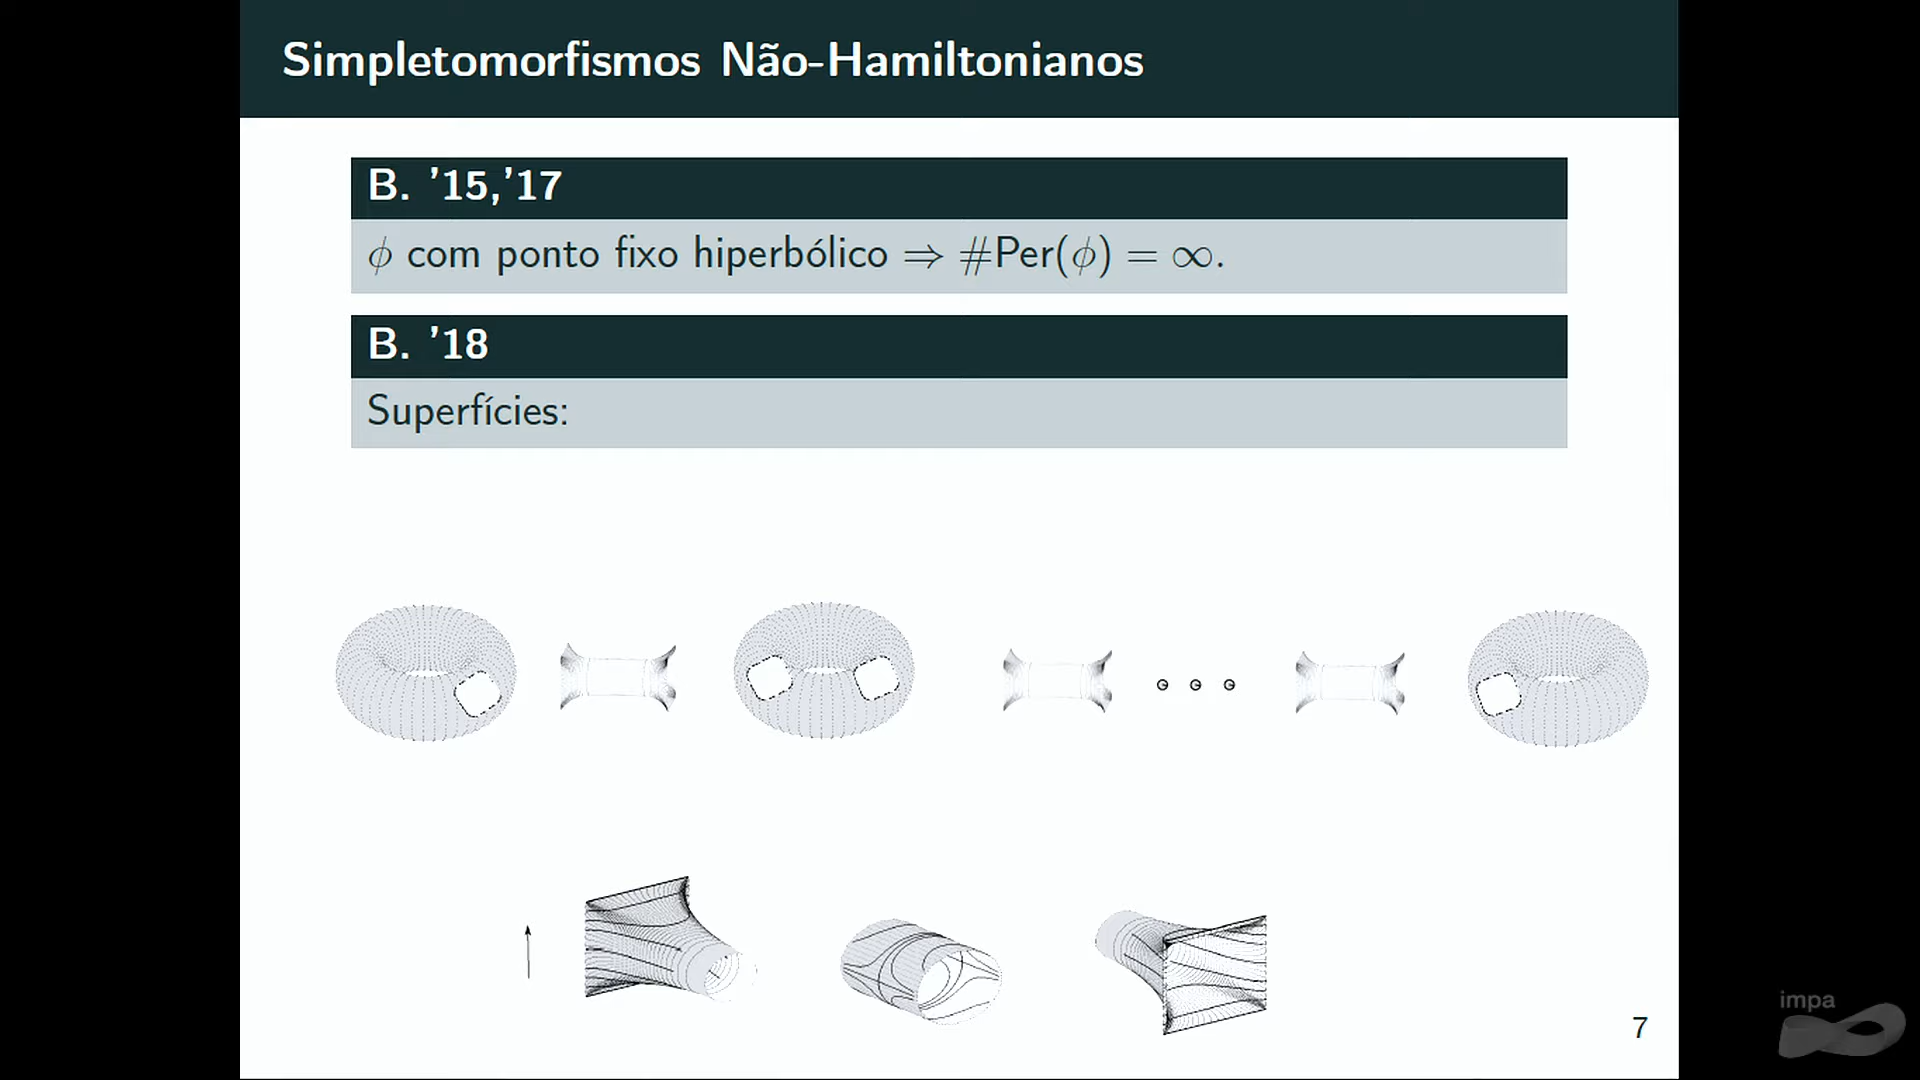 Simpletomorfismos Não-Hamiltonianos
B. ’15,’17
ϕ com ponto fixo hiperbólico ⇒ #Per(ϕ) = ∞.
B. ’18
Superfícies:
impa
7